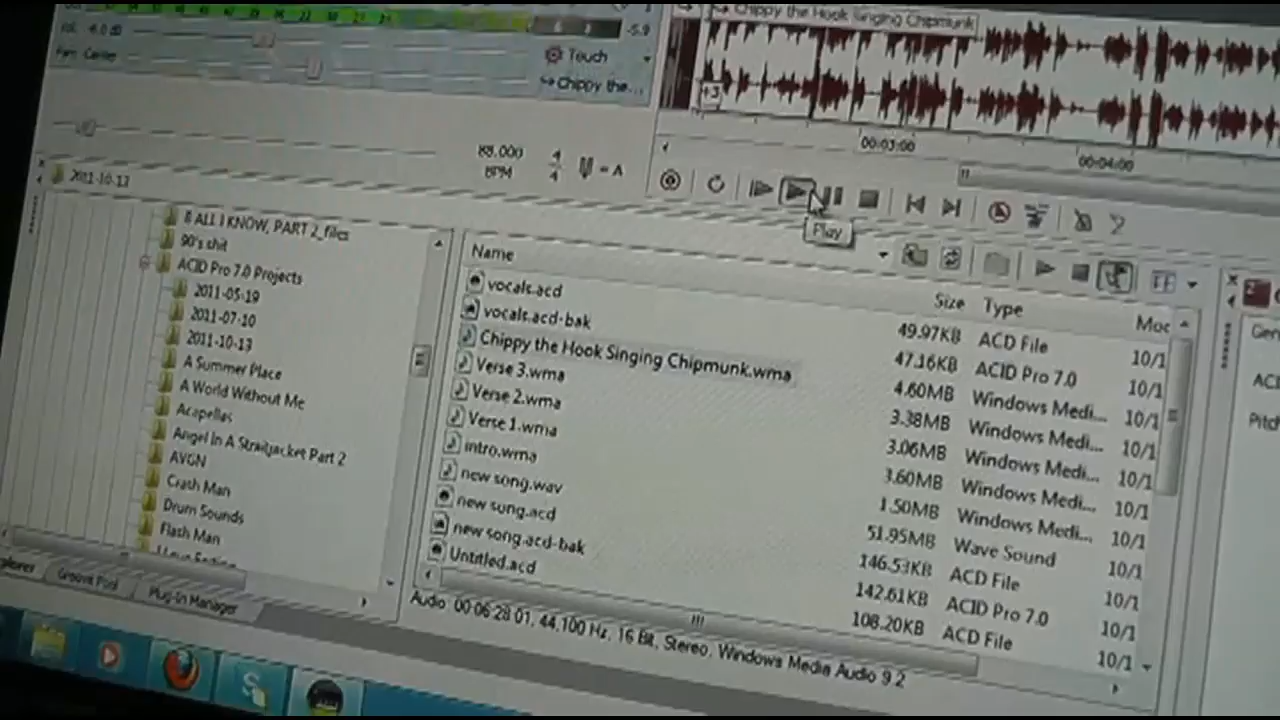 -5.9
Vol: -6.0 dB
Pan: Center
Touch
Chippy the...
Chippy the Hook Singing Chipmunk
+3
00:03:00
00:04:00
88.000
BPM
4
4
= A
Play
2011-10-13
8 ALL I KNOW, PART 2_files
90's shit
ACID Pro 7.0 Projects
2011-05-19
2011-07-10
2011-10-13
A Summer Place
A World Without Me
Acapellas
Angel In A Straitjacket Part 2
AVGN
Crash Man
Drum Sounds
Flash Man
Explorer
Groove Pool
Plug-In Manager
Name Size Type
vocals.acd 49.97KB ACD File 10/1
vocals.acd-bak 47.16KB ACID Pro 7.0 10/1
Chippy the Hook Singing Chipmunk.wma 4.60MB Windows Medi... 10/1
Verse 3.wma 3.38MB Windows Medi... 10/1
Verse 2.wma 3.06MB Windows Medi... 10/1
Verse 1.wma 3.60MB Windows Medi... 10/1
intro.wma 1.50MB Windows Medi... 10/1
new song.wav 51.95MB Wave Sound 10/1
new song.acd 146.53KB ACD File 10/1
new song.acd-bak 142.61KB ACID Pro 7.0 10/1
Untitled.acd 108.20KB ACD File 10/1
Audio: 00:06:28:01, 44,100 Hz, 16 Bit, Stereo, Windows Media Audio 9.2